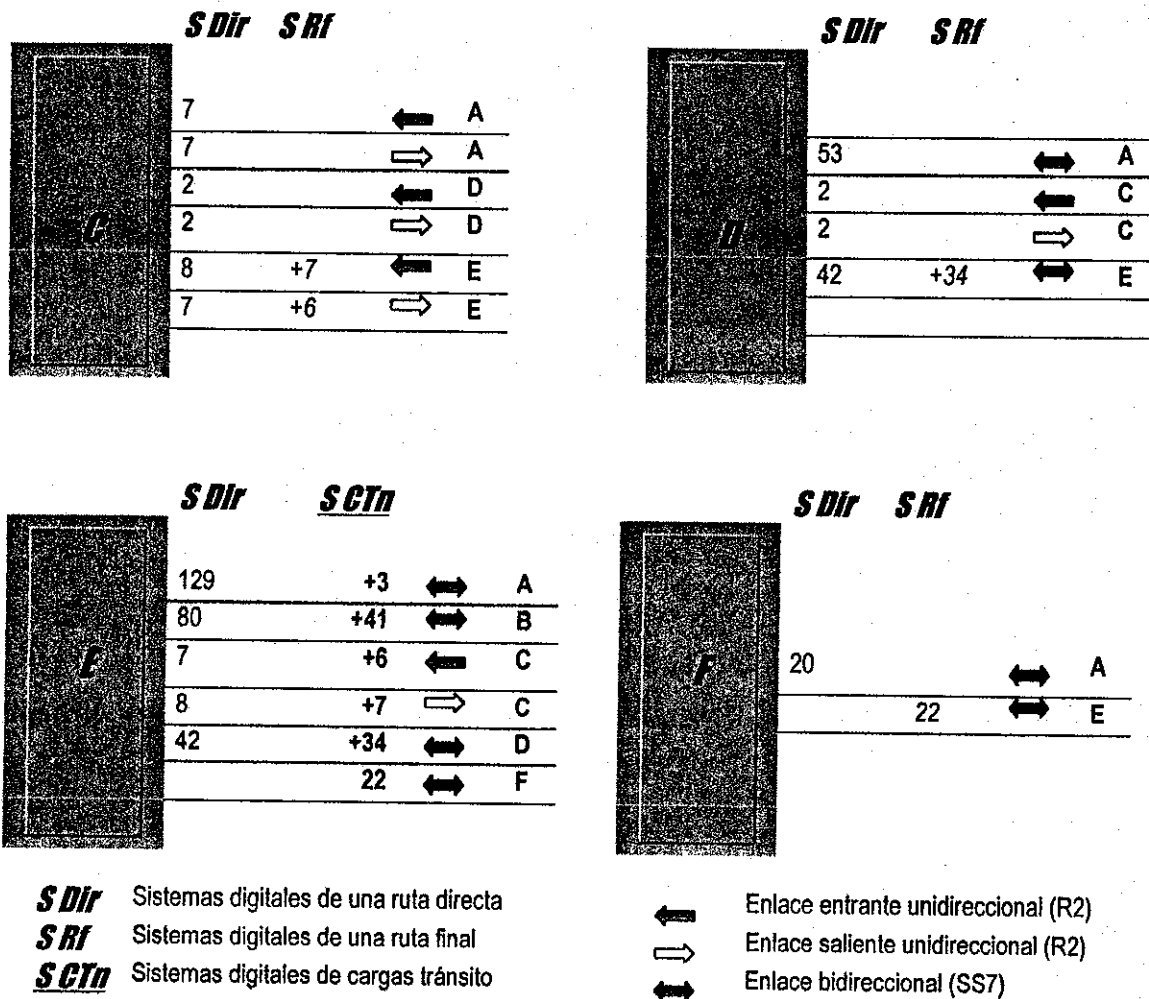 S Dir S Rf
C
7 A
7 A
2 D
2 D
8 +7 E
7 +6 E
S Dir S Rf
D
53 A
2 C
2 C
42 +34 E
S Dir S CTn
E
129 +3 A
80 +41 B
7 +6 C
8 +7 C
42 +34 D
22 F
S Dir S Rf
F
20 A
22 E
S Dir Sistemas digitales de una ruta directa
S Rf Sistemas digitales de una ruta final
S CTn Sistemas digitales de cargas tránsito
Enlace entrante unidireccional (R2)
Enlace saliente unidireccional (R2)
Enlace bidireccional (SS7)